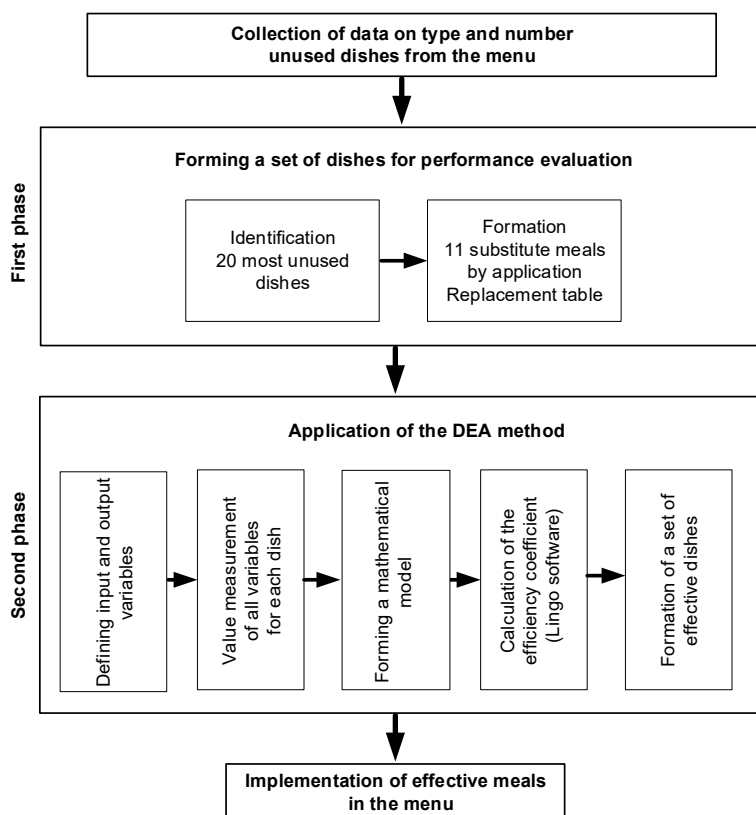 Collection of data on type and number
unused dishes from the menu
First phase
Forming a set of dishes for performance evaluation
Identification
20 most unused
dishes
Formation
11 substitute meals
by application
Replacement table
Second phase
Application of the DEA method
Defining input and output
variables
Value measurement
of all variables
for each dish
Forming a mathematical
model
Calculation of the
efficiency coefficient
(Lingo software)
Formation of a set of
effective dishes
Implementation of effective meals
in the menu